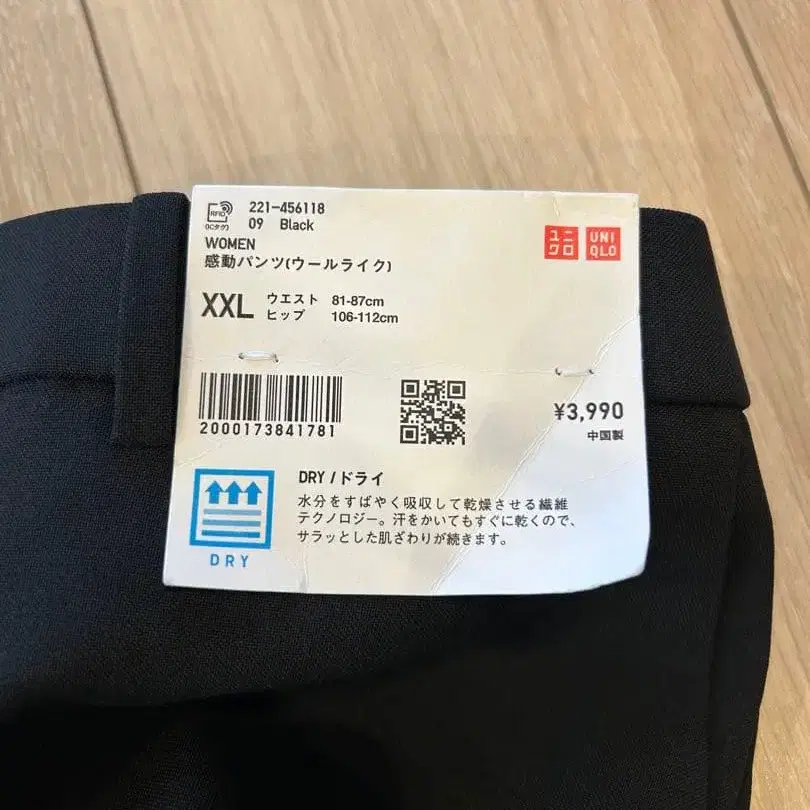 RFID
(ICタグ)
221-456118
09 Black
WOMEN
感動パンツ(ウールライク)
ユニ
クロ
UNI
QLO
XXL
ウエスト 81-87cm
ヒップ 106-112cm
2000173841781
¥3,990
中国製
DRY
DRY/ドライ
水分をすばやく吸収して乾燥させる繊維
テクノロジー。汗をかいてもすぐに乾くので、
サラッとした肌ざわりが続きます。